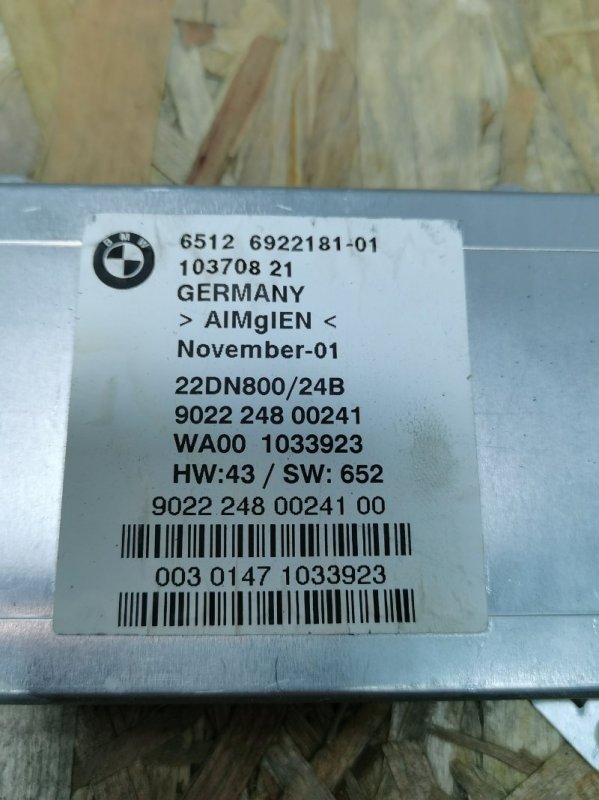 BMW
6512 6922181-01
103708 21
GERMANY
> AlMgIEN <
November-01
22DN800/24B
9022 248 00241
WA00 1033923
HW:43 / SW: 652
9022 248 00241 00
003 0147 1033923